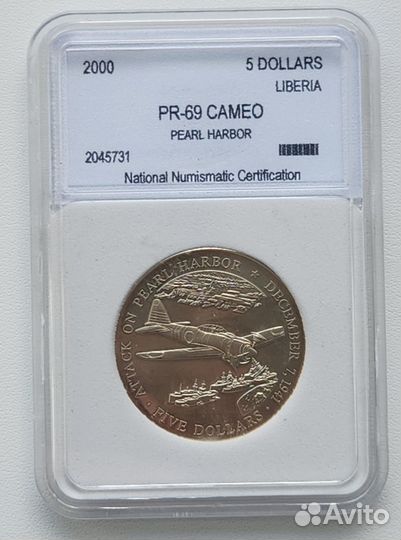 2000 5 DOLLARS
LIBERIA
PR-69 CAMEO
PEARL HARBOR
2045731
National Numismatic Certification
ATTACK ON PEARL HARBOR ★ DECEMBER 7, 1941
· FIVE DOLLARS ·
Avito